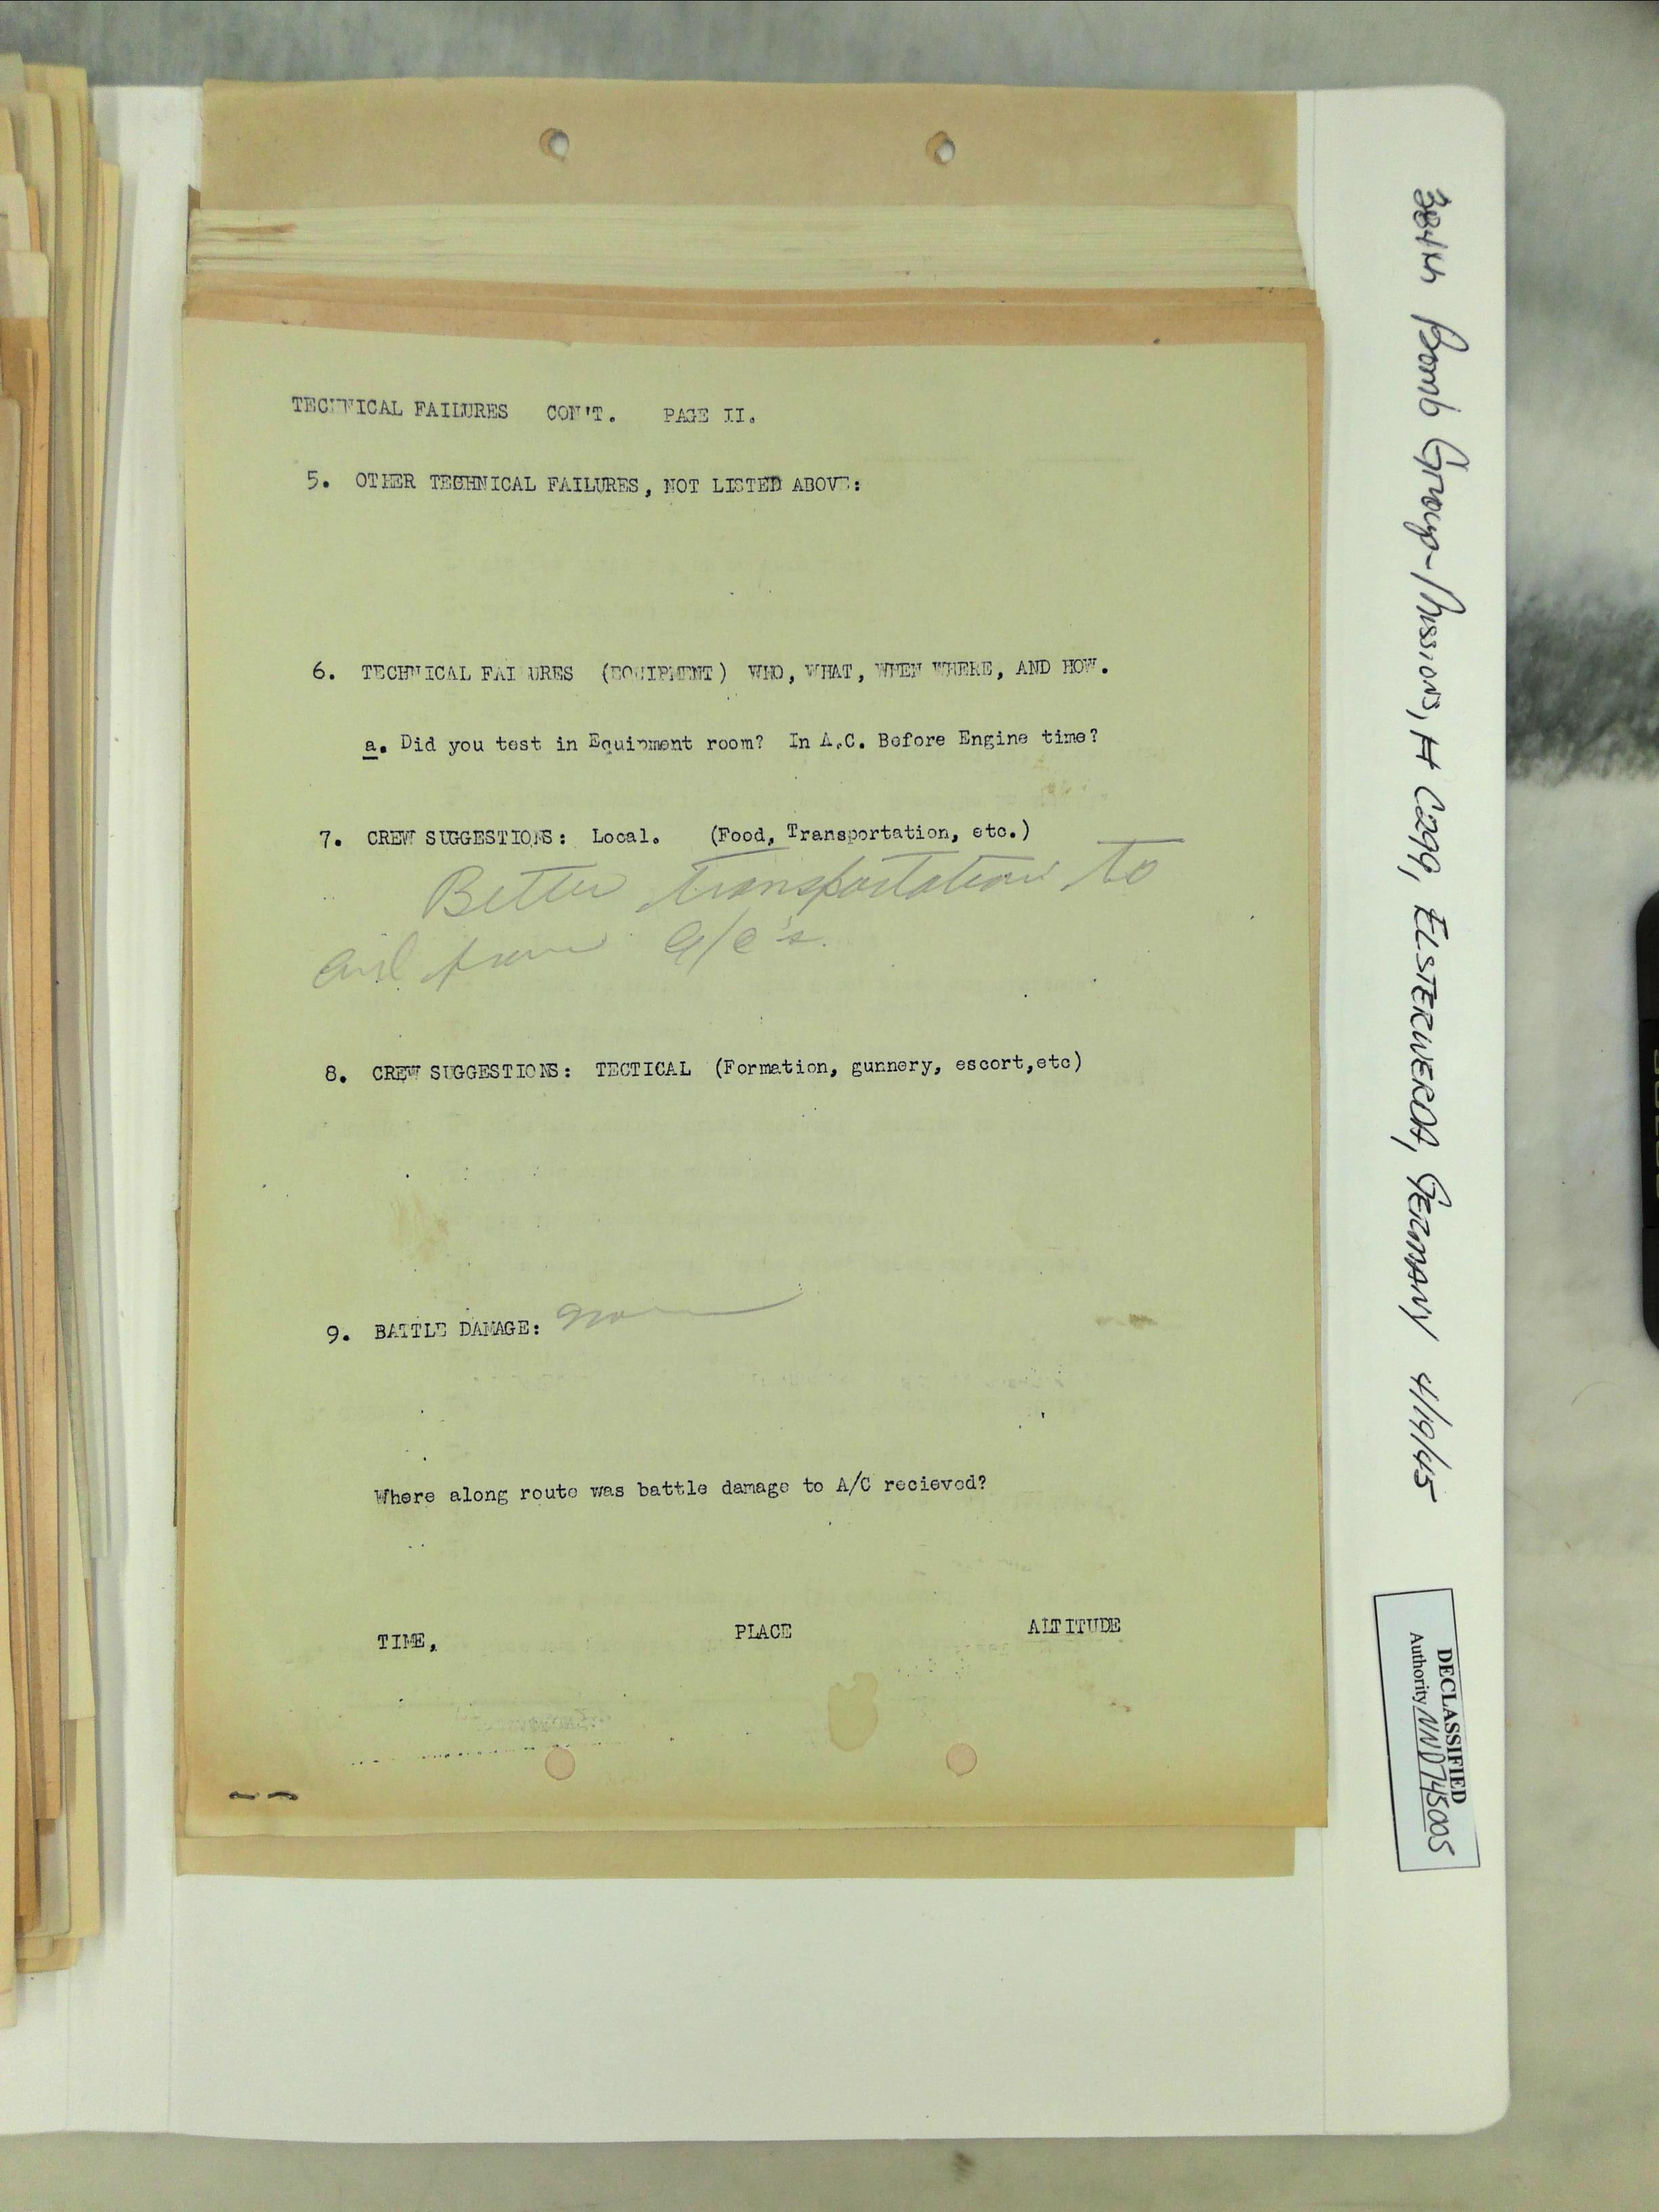 TECHNICAL FAILURES CON'T. PAGE II.
5. OTHER TECHNICAL FAILURES, NOT LISTED ABOVE:
6. TECHNICAL FAILURES (EQUIPMENT) WHO, WHAT, WHEN WHERE, AND HOW.
a. Did you test in Equipment room? In A.C. Before Engine time?
7. CREW SUGGESTIONS: Local. (Food, Transportation, etc.)
Better transportation to
and from a/c's.
8. CREW SUGGESTIONS: TECTICAL (Formation, gunnery, escort,etc)
9. BATTLE DAMAGE:
Where along route was battle damage to A/C recieved?
TIME, PLACE ALTITUDE
384th Bomb Group-Missions, ELSTERWERDA, GERMANY 4/19/45
DECLASSIFIED
Authority NND745005